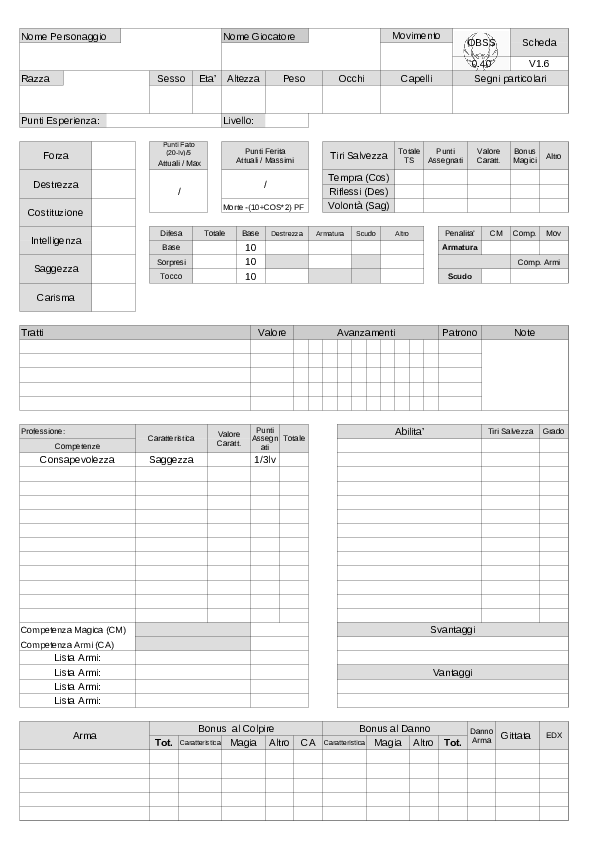 Nome Personaggio Nome Giocatore Movimento OBSS Scheda
0.40 V1.6
Razza Sesso Eta' Altezza Peso Occhi Capelli Segni particolari
Punti Esperienza: Livello:
Forza
Destrezza
Costituzione
Intelligenza
Saggezza
Carisma
Punti Fato
(20-lv)/5
Attuali / Max
/
Punti Ferita
Attuali / Massimi
/
Morte -(10+COS*2) PF
Tiri Salvezza Totale TS Punti Assegnati Valore Caratt. Bonus Magici Altro
Tempra (Cos)
Riflessi (Des)
Volontà (Sag)
Difesa Totale Base Destrezza Armatura Scudo Altro
Base 10
Sorpresi 10
Tocco 10
Penalita' CM Comp. Mov
Armatura
Comp. Armi
Scudo
Tratti Valore Avanzamenti Patrono Note
Professione:
Competenze Caratteristica Valore Caratt. Punti Assegn ati Totale
Consapevolezza Saggezza 1/3lv
Competenza Magica (CM)
Competenza Armi (CA)
Lista Armi:
Lista Armi:
Lista Armi:
Lista Armi:
Abilita' Tiri Salvezza Grado
Svantaggi
Vantaggi
Arma Bonus al Colpire Bonus al Danno Danno Arma Gittata EDX
Tot. Caratteristica Magia Altro CA Caratteristica Magia Altro Tot.